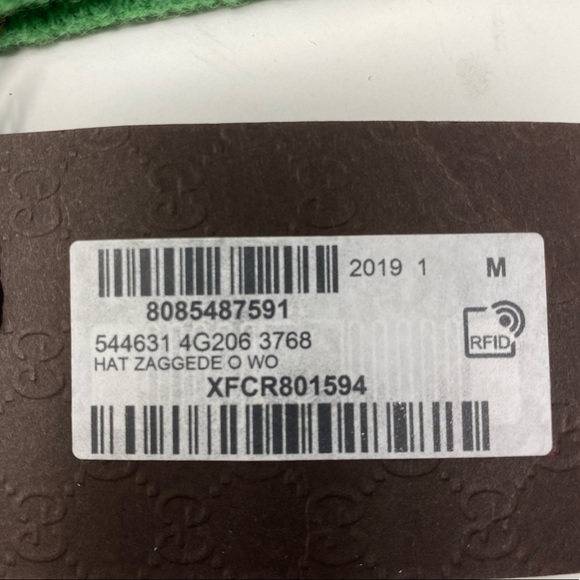 2019 1 M
8085487591
544631 4G206 3768
RFID
HAT ZAGGEDE O WO
XFCR801594